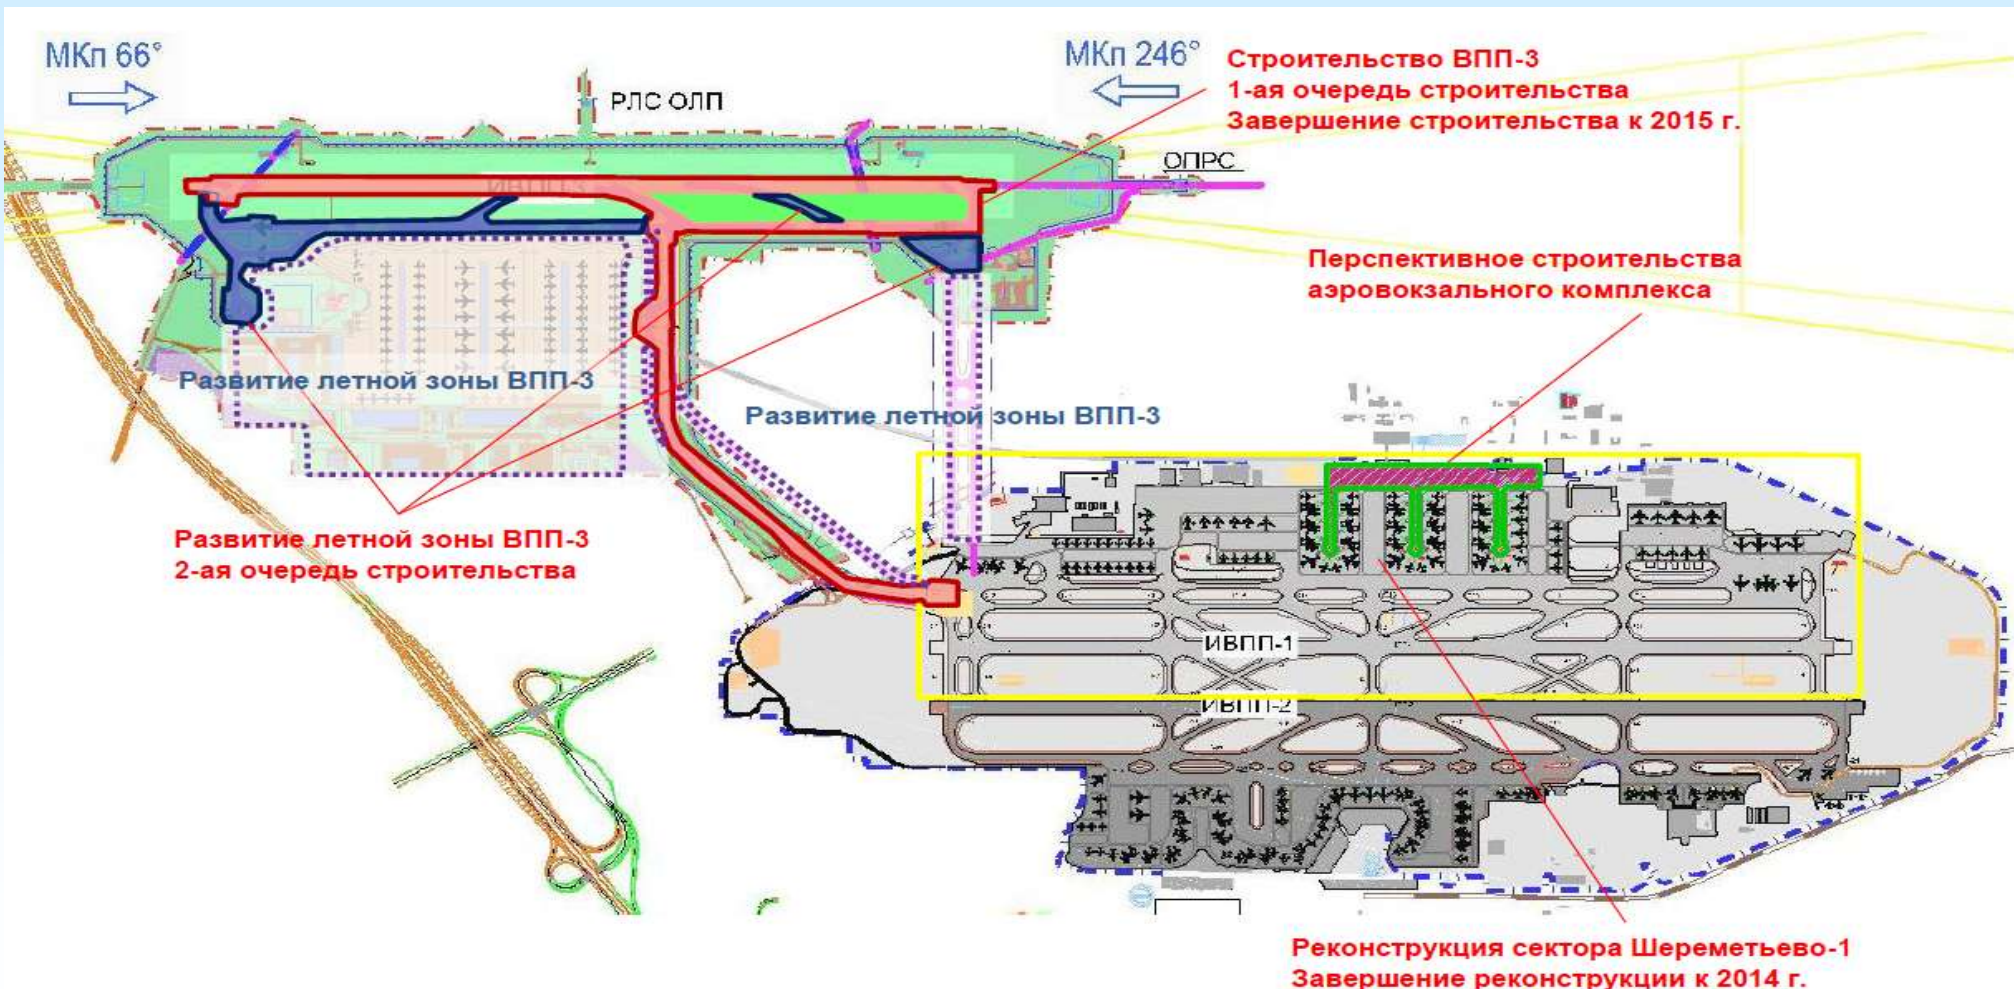 МКп 66°
МКп 246°
Строительство ВПП-3
1-ая очередь строительства
Завершение строительства к 2015 г.
РЛС ОЛП
ОПРС
ИВПП-3
Перспективное строительства
аэровокзального комплекса
Развитие летной зоны ВПП-3
Развитие летной зоны ВПП-3
Развитие летной зоны ВПП-3
2-ая очередь строительства
ИВПП-1
ИВПП-2
Реконструкция сектора Шереметьево-1
Завершение реконструкции к 2014 г.